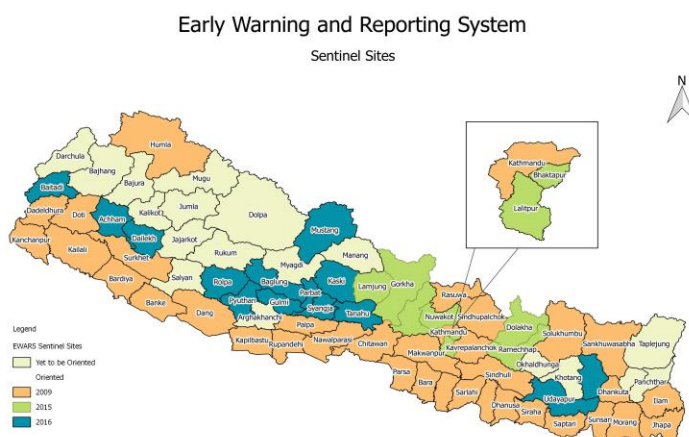 Early Warning and Reporting System
Sentinel Sites
N
Humla
Darchula
Bajhang
Mugu
Bajura
Baitadi
Dadeldhura
Doti
Achham
Kalikot
Jumla
Dolpa
Mustang
Kanchanpur
Kailali
Dailekh
Jajarkot
Surkhet
Rukum
Myagdi
Manang
Bardiya
Salyan
Rolpa
Baglung
Parbat
Kaski
Lamjung
Gorkha
Banke
Dang
Pyuthan
Gulmi
Syangja
Tanahu
Arghakhanchi
Palpa
Kapilbastu
Rupandehi
Nawalparasi
Chitawan
Rasuwa
Nuwakot
Sindhupalchok
Kathmandu
Kavrepalanchok
Makwanpur
Dolakha
Ramechhap
Solukhumbu
Sankhuwasabha
Taplejung
Okhaldhunga
Khotang
Panchthar
Parsa
Bara
Sarlahi
Sindhuli
Dhanusa
Siraha
Udayapur
Saptari
Dhankuta
Sunsari
Morang
Ilam
Jhapa
Kathmandu
Bhaktapur
Lalitpur
Legend
EWARS Sentinel Sites
Yet to be Oriented
Oriented
2009
2015
2016